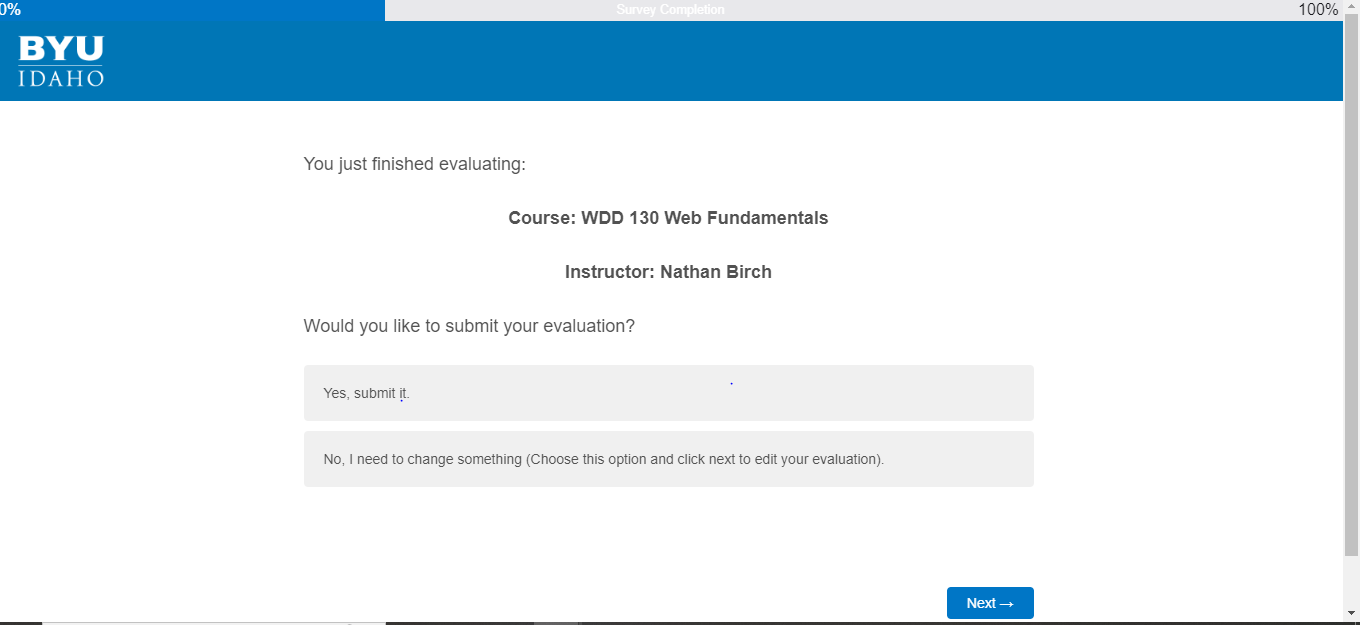 0%
Survey Completion
100%
BYU
IDAHO
You just finished evaluating:
Course: WDD 130 Web Fundamentals
Instructor: Nathan Birch
Would you like to submit your evaluation?
Yes, submit it.
No, I need to change something (Choose this option and click next to edit your evaluation).
Next →